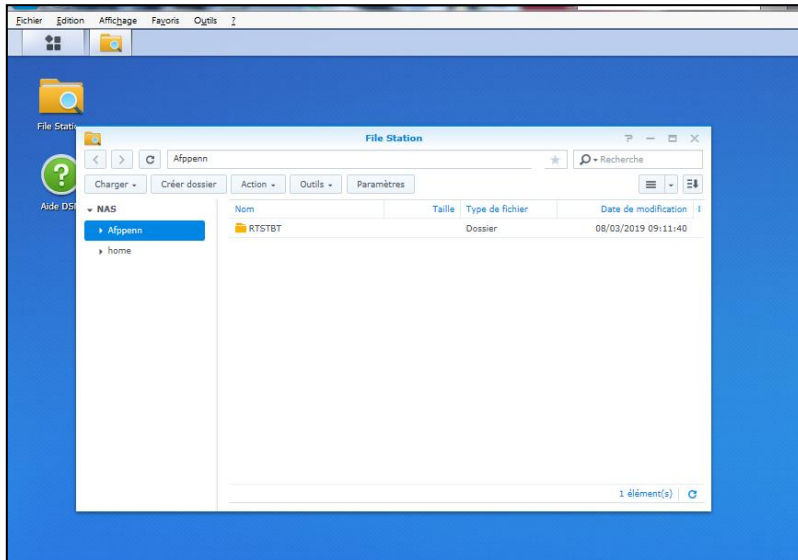 Fichier Edition Affichage Favoris Outils ?
File Station
File Statio
Afppenn
Recherche
Charger Créer dossier Action Outils Paramètres
Aide DSM
NAS
Nom Taille Type de fichier Date de modification
Afppenn
RTSTBT Dossier 08/03/2019 09:11:40
home
1 élément(s)